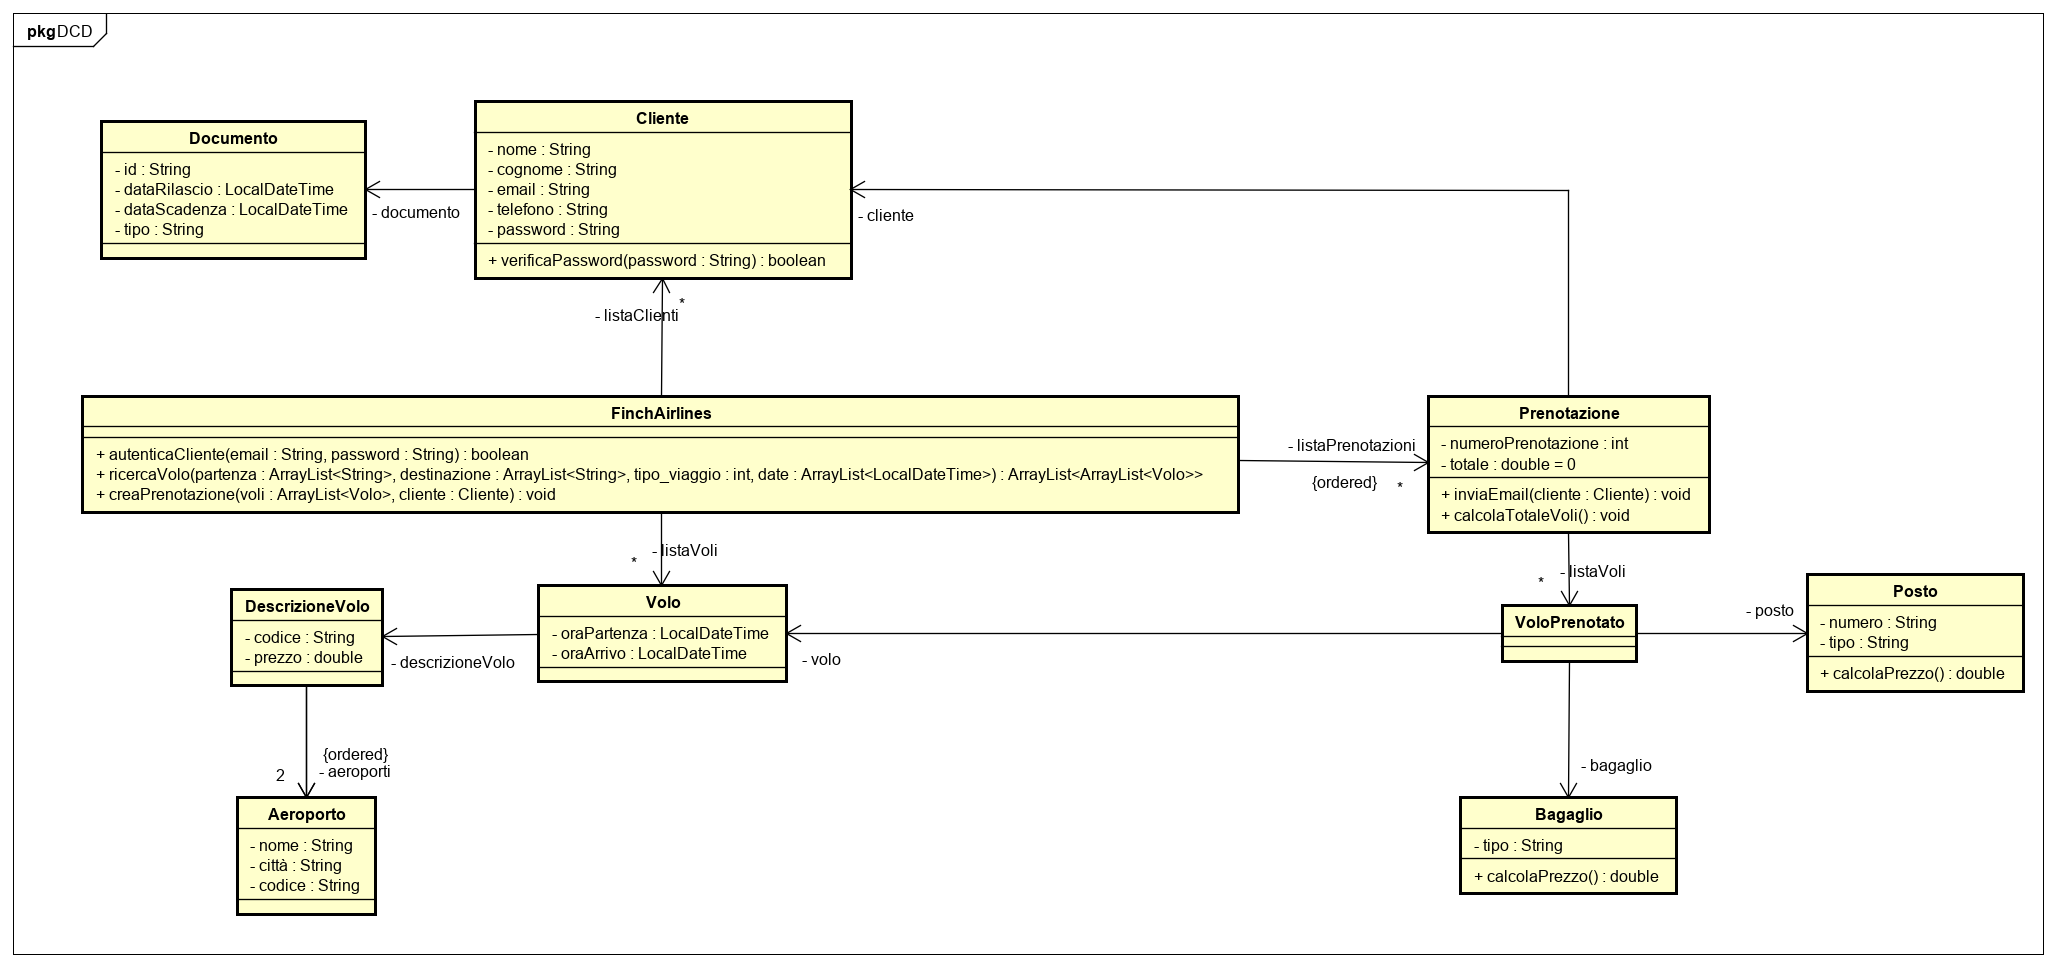 pkg DCD
Documento
- id : String
- dataRilascio : LocalDateTime
- dataScadenza : LocalDateTime
- tipo : String
Cliente
- nome : String
- cognome : String
- email : String
- telefono : String
- password : String
+ verificaPassword(password : String) : boolean
- documento
- cliente
*
- listaClienti
FinchAirlines
+ autenticaCliente(email : String, password : String) : boolean
+ ricercaVolo(partenza : ArrayList<String>, destinazione : ArrayList<String>, tipo_viaggio : int, date : ArrayList<LocalDateTime>) : ArrayList<ArrayList<Volo>>
+ creaPrenotazione(voli : ArrayList<Volo>, cliente : Cliente) : void
- listaPrenotazioni
{ordered}
*
Prenotazione
- numeroPrenotazione : int
- totale : double = 0
+ inviaEmail(cliente : Cliente) : void
+ calcolaTotaleVoli() : void
- listaVoli
*
- listaVoli
*
DescrizioneVolo
- codice : String
- prezzo : double
- descrizioneVolo
Volo
- oraPartenza : LocalDateTime
- oraArrivo : LocalDateTime
- volo
VoloPrenotato
- posto
Posto
- numero : String
- tipo : String
+ calcolaPrezzo() : double
{ordered}
- aeroporti
2
- bagaglio
Aeroporto
- nome : String
- città : String
- codice : String
Bagaglio
- tipo : String
+ calcolaPrezzo() : double